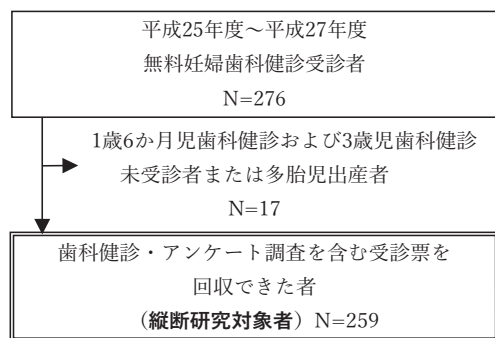 平成25年度～平成27年度
無料妊婦歯科健診受診者
N=276
1歳6か月児歯科健診および3歳児歯科健診
未受診者または多胎児出産者
N=17
歯科健診・アンケート調査を含む受診票を
回収できた者
（縦断研究対象者）N=259